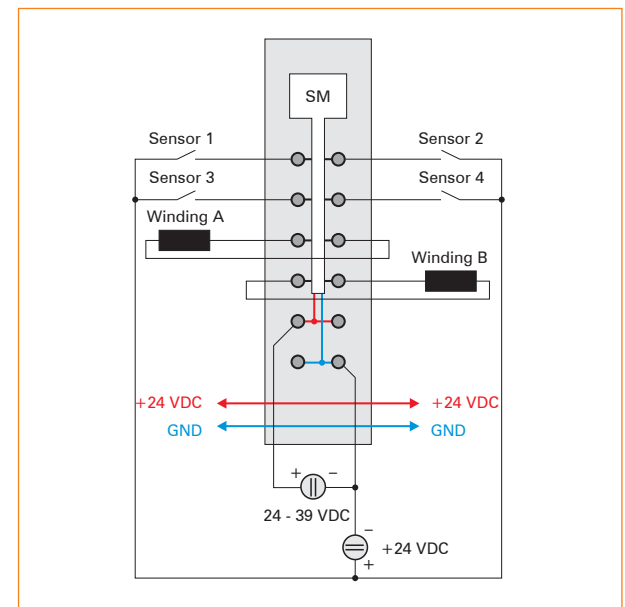 SM
Sensor 1
Sensor 2
Sensor 3
Sensor 4
Winding A
Winding B
+24 VDC
+24 VDC
GND
GND
+ −
24 - 39 VDC
−
+24 VDC
+